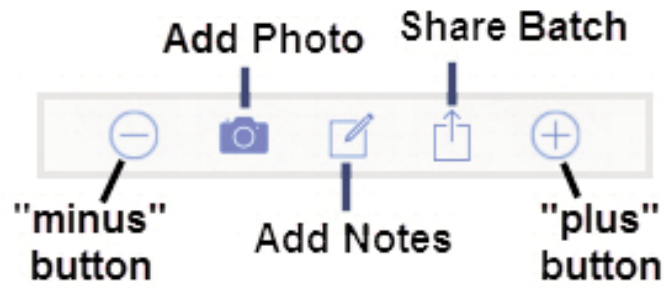 Add Photo
Share Batch
"minus"
button
Add Notes
"plus"
button